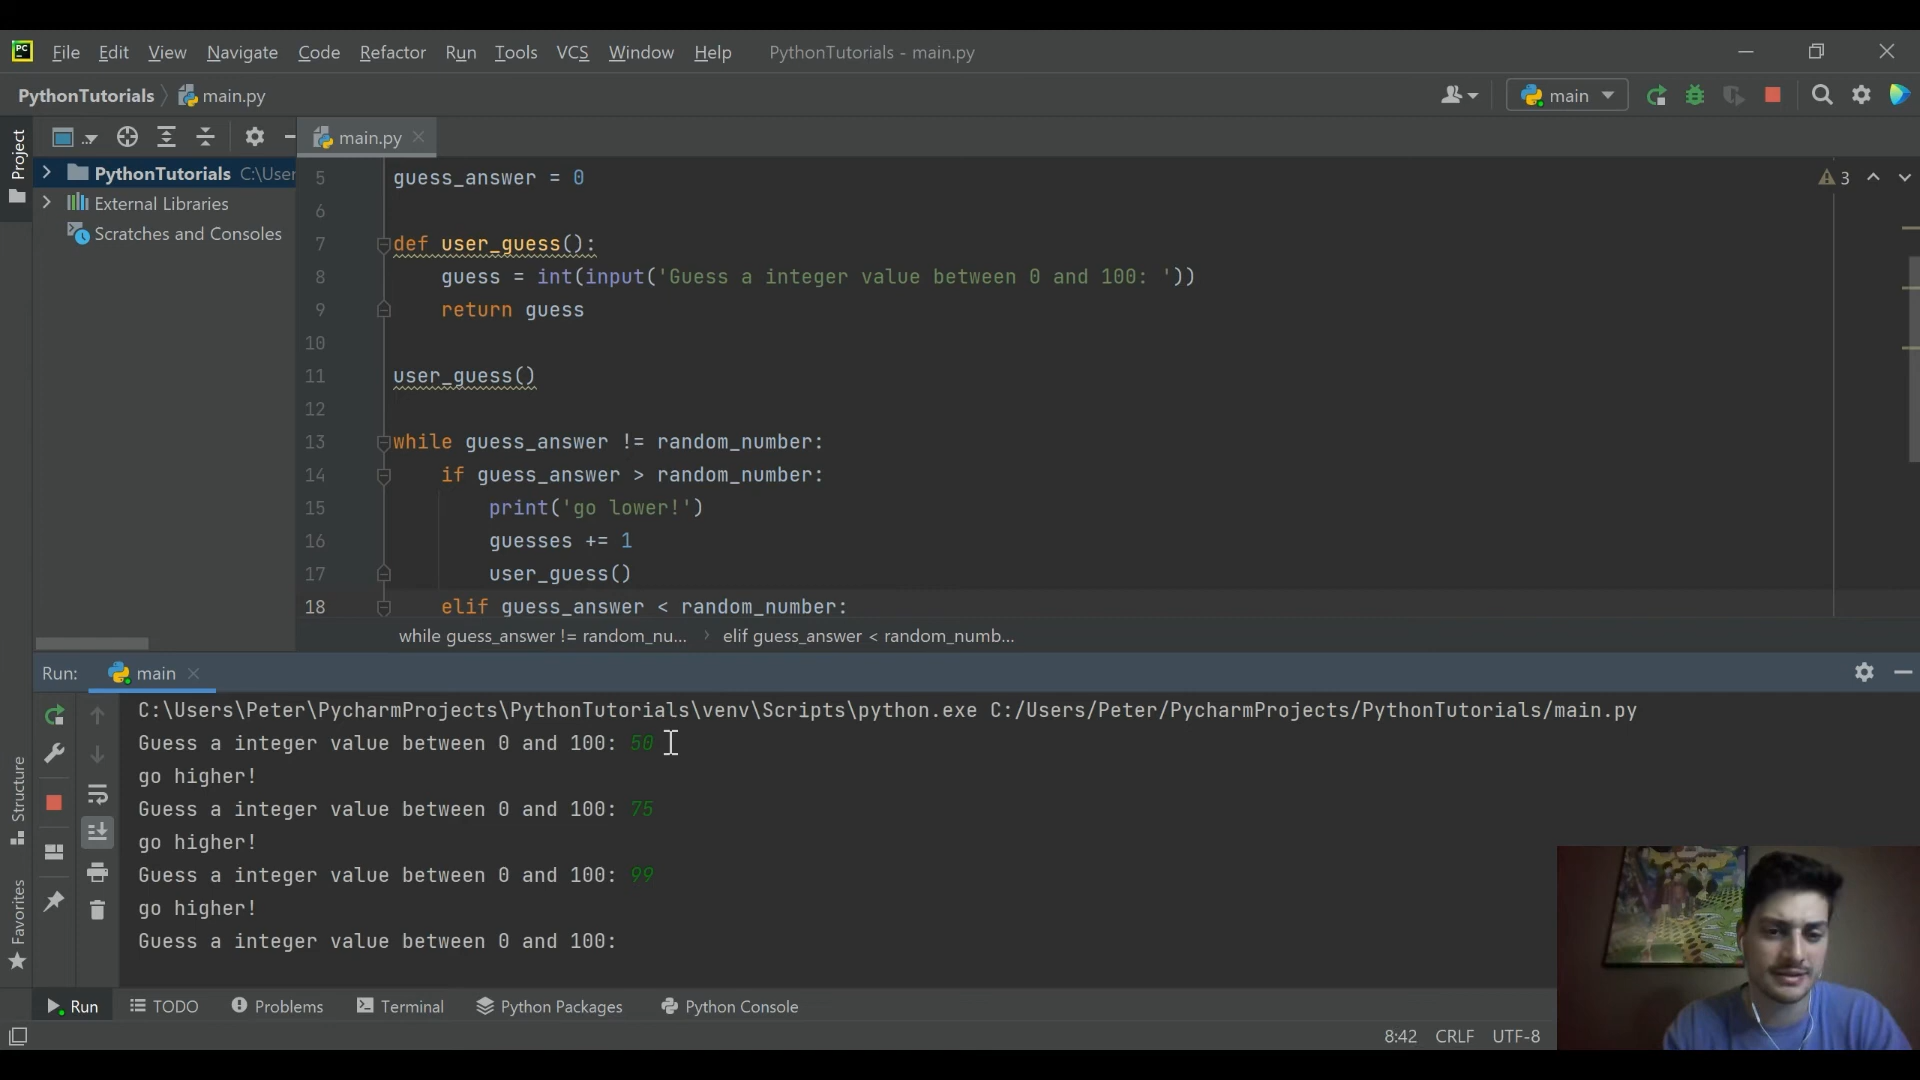 PC File Edit View Navigate Code Refactor Run Tools VCS Window Help PythonTutorials - main.py
PythonTutorials main.py main
Project
main.py
PythonTutorials C:\User
External Libraries
Scratches and Consoles
5 guess_answer = 0
6
7 def user_guess():
8 guess = int(input('Guess a integer value between 0 and 100: '))
9 return guess
10
11 user_guess()
12
13 while guess_answer != random_number:
14 if guess_answer > random_number:
15 print('go lower!')
16 guesses += 1
17 user_guess()
18 elif guess_answer < random_number:
3
while guess_answer != random_nu... › elif guess_answer < random_numb...
Run: main
C:\Users\Peter\PycharmProjects\PythonTutorials\venv\Scripts\python.exe C:/Users/Peter/PycharmProjects/PythonTutorials/main.py
Guess a integer value between 0 and 100: 50
go higher!
Guess a integer value between 0 and 100: 75
go higher!
Guess a integer value between 0 and 100: 99
go higher!
Guess a integer value between 0 and 100:
Structure
Favorites
Run TODO Problems Terminal Python Packages Python Console
8:42 CRLF UTF-8